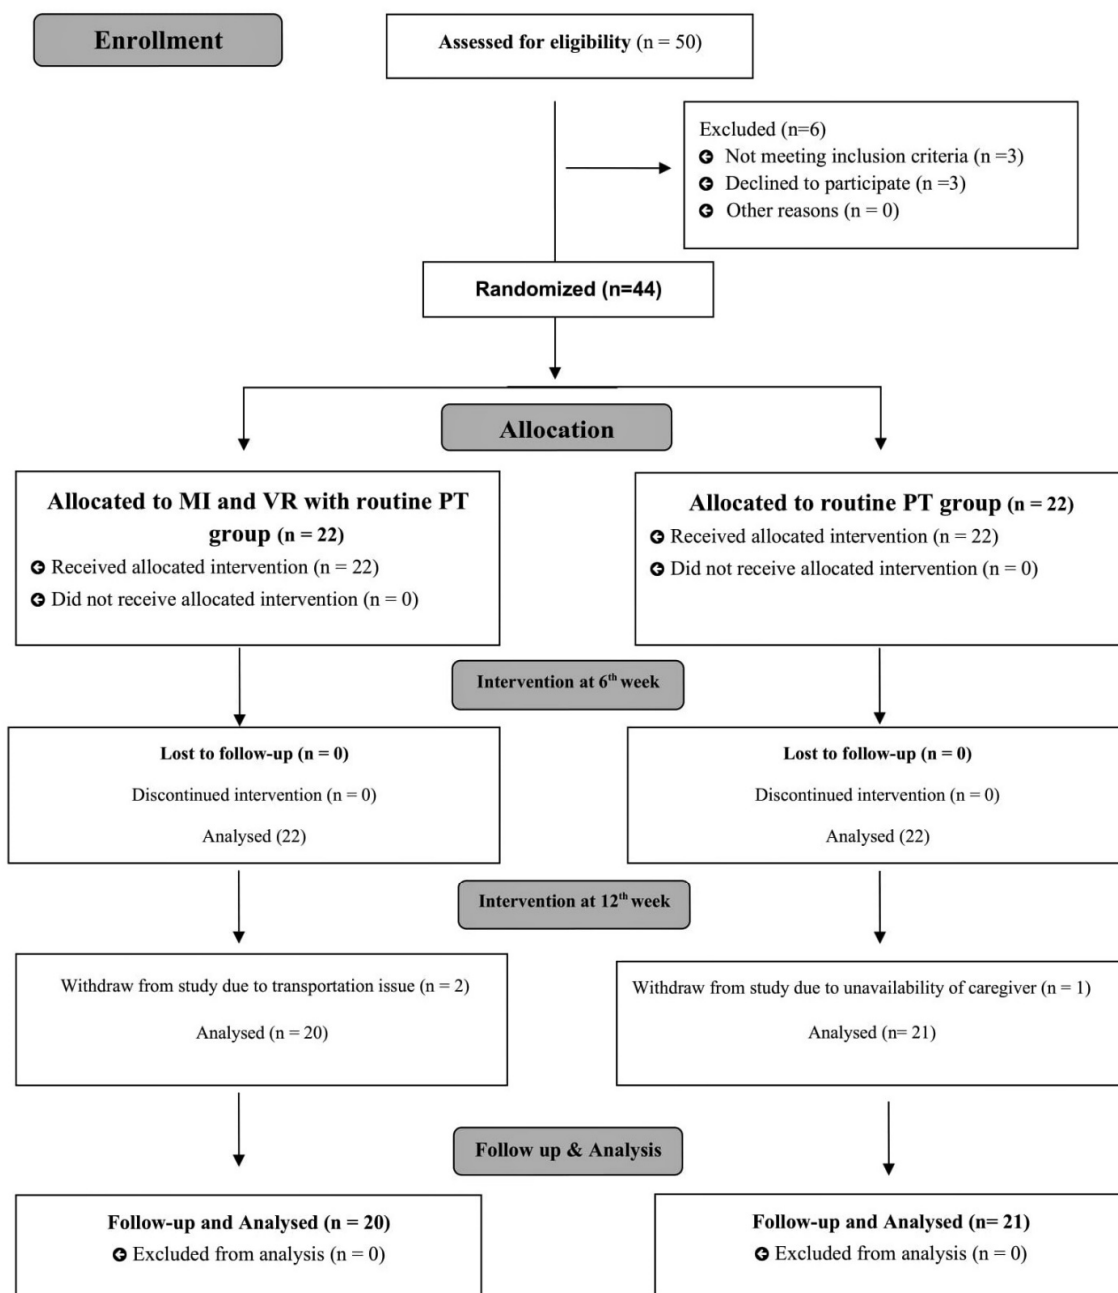 Enrollment
Assessed for eligibility (n = 50)
Excluded (n=6)
Not meeting inclusion criteria (n =3)
Declined to participate (n =3)
Other reasons (n = 0)
Randomized (n=44)
Allocation
Allocated to MI and VR with routine PT
group (n = 22)
Received allocated intervention (n = 22)
Did not receive allocated intervention (n = 0)
Allocated to routine PT group (n = 22)
Received allocated intervention (n = 22)
Did not receive allocated intervention (n = 0)
Intervention at 6th week
Lost to follow-up (n = 0)
Discontinued intervention (n = 0)
Analysed (22)
Lost to follow-up (n = 0)
Discontinued intervention (n = 0)
Analysed (22)
Intervention at 12th week
Withdraw from study due to transportation issue (n = 2)
Analysed (n = 20)
Withdraw from study due to unavailability of caregiver (n = 1)
Analysed (n= 21)
Follow up & Analysis
Follow-up and Analysed (n = 20)
Excluded from analysis (n = 0)
Follow-up and Analysed (n= 21)
Excluded from analysis (n = 0)